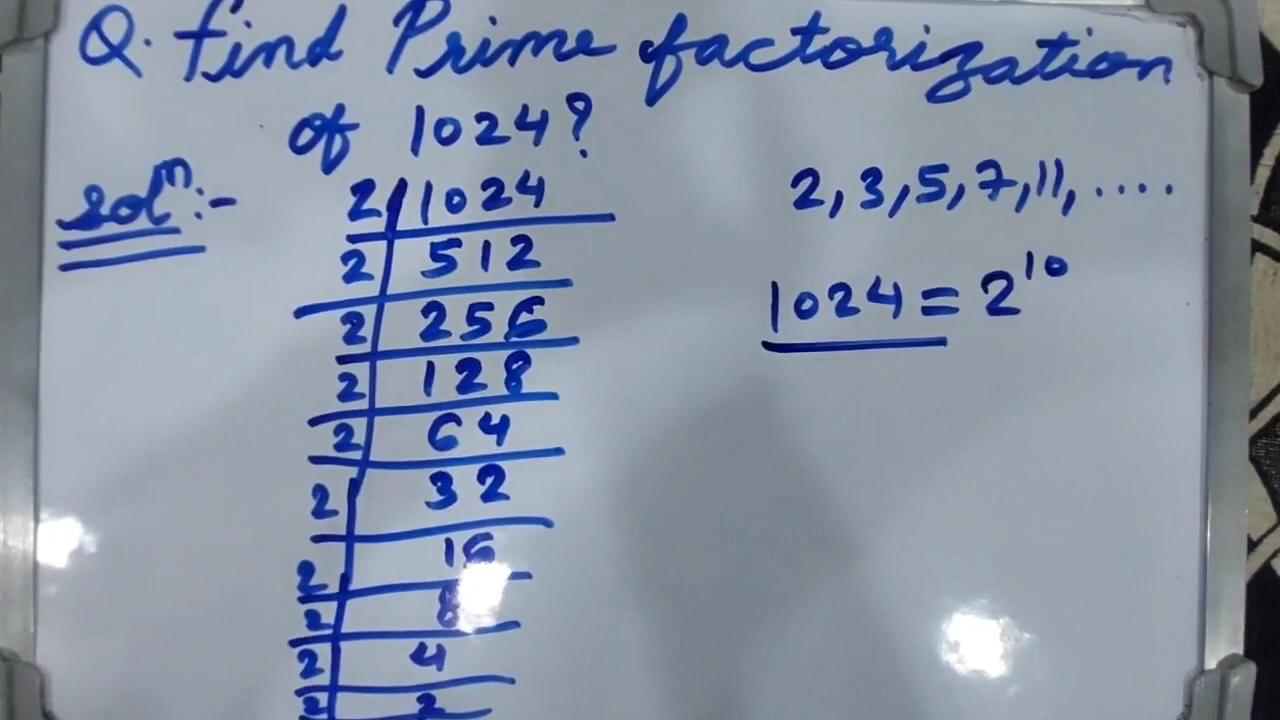 Q. find Prime factorization
of 1024?
solⁿ:-
2 | 1024
2 | 512
2 | 256
2 | 128
2 | 64
2 | 32
2 | 16
2 | 8
2 | 4
2 | 2
2, 3, 5, 7, 11, ....
1024 = 2¹⁰